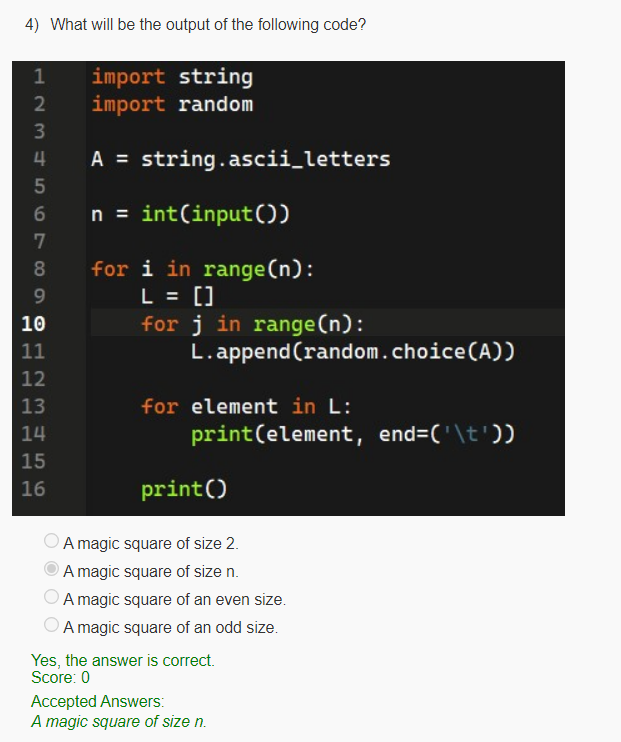 4) What will be the output of the following code?
1 import string
2 import random
3
4 A = string.ascii_letters
5
6 n = int(input())
7
8 for i in range(n):
9 L = []
10 for j in range(n):
11 L.append(random.choice(A))
12
13 for element in L:
14 print(element, end=('\t'))
15
16 print()
A magic square of size 2.
A magic square of size n.
A magic square of an even size.
A magic square of an odd size.
Yes, the answer is correct.
Score: 0
Accepted Answers:
A magic square of size n.